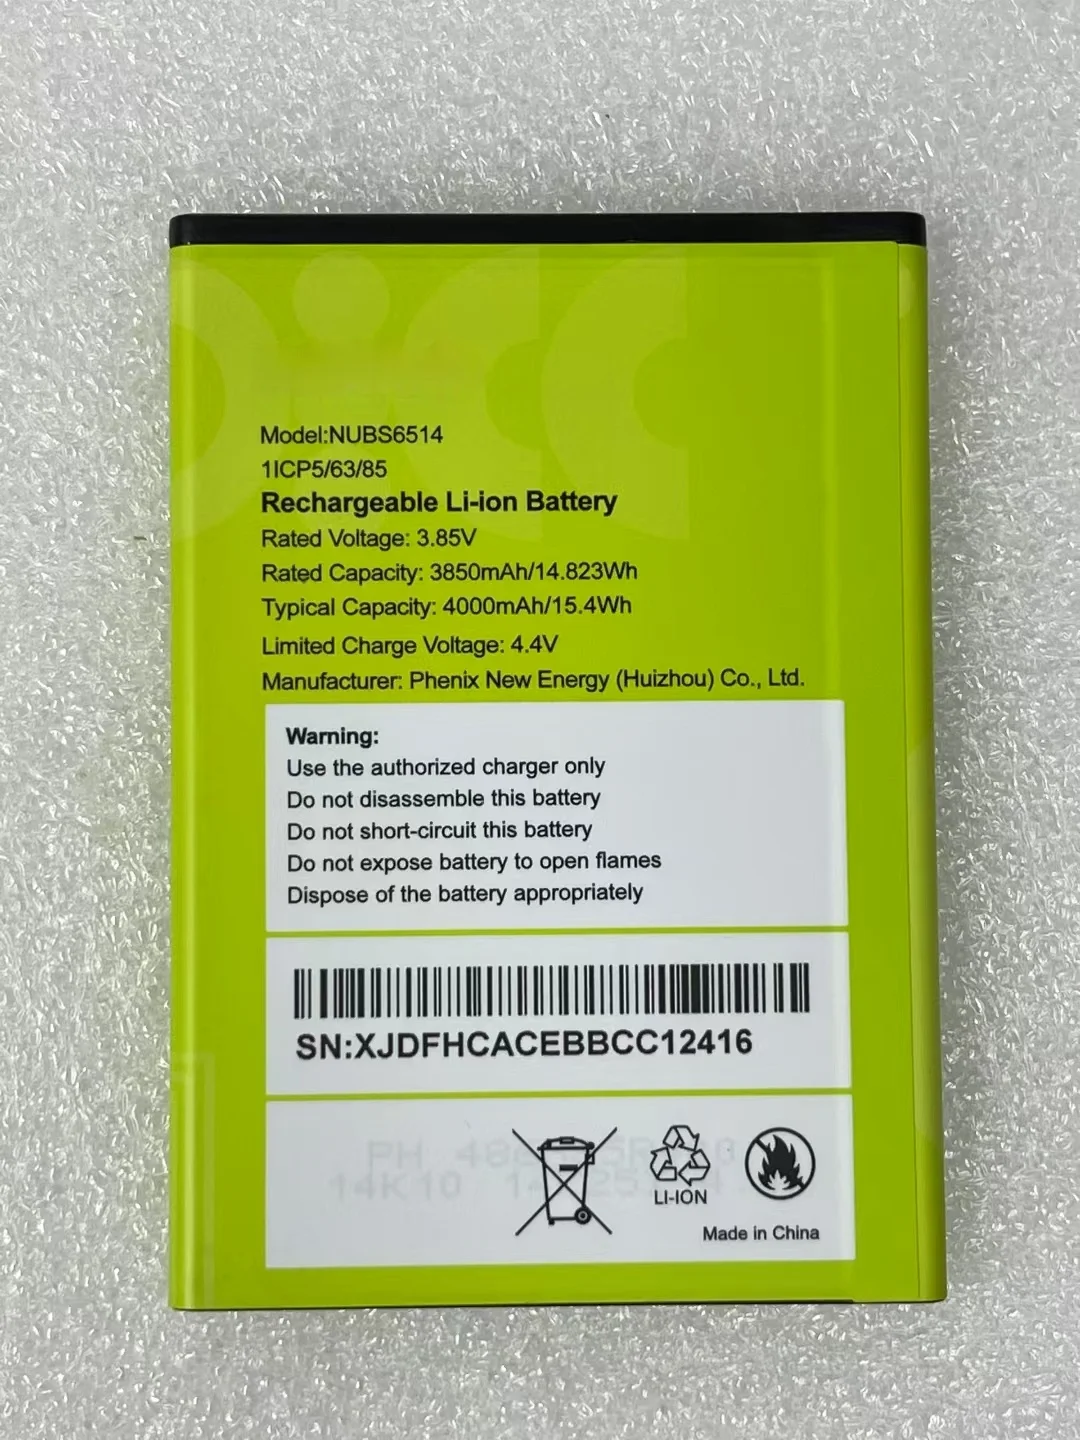 Model:NUBS6514
1ICP5/63/85
Rechargeable Li-ion Battery
Rated Voltage: 3.85V
Rated Capacity: 3850mAh/14.823Wh
Typical Capacity: 4000mAh/15.4Wh
Limited Charge Voltage: 4.4V
Manufacturer: Phenix New Energy (Huizhou) Co., Ltd.
Warning:
Use the authorized charger only
Do not disassemble this battery
Do not short-circuit this battery
Do not expose battery to open flames
Dispose of the battery appropriately
SN:XJDFHCACEBBCC12416
PH
14K10
LI-ION
Made in China